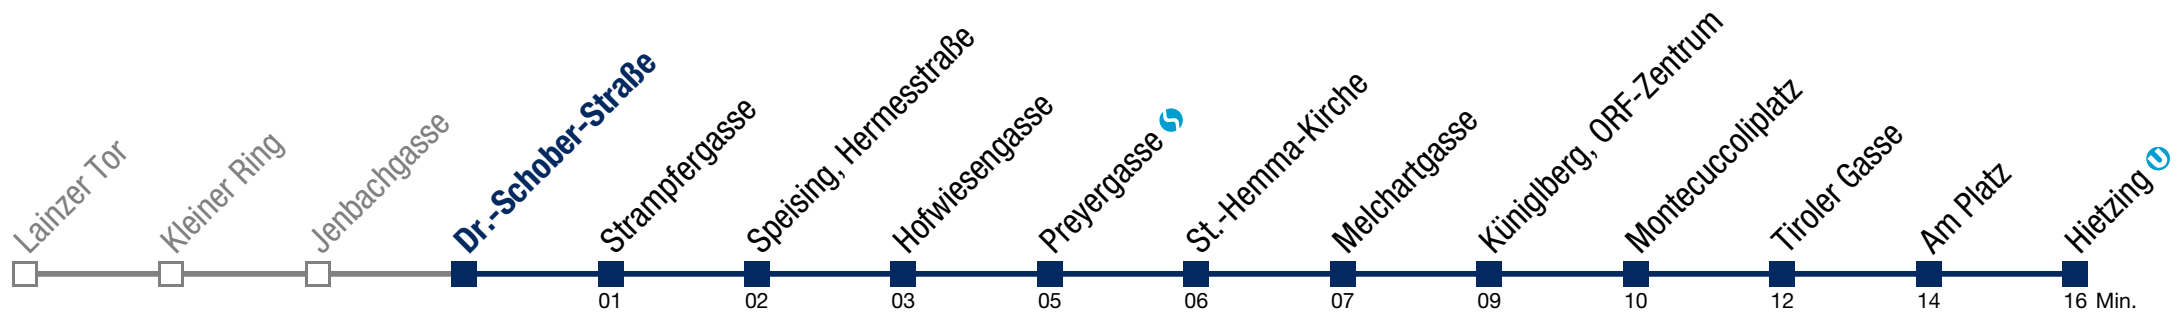 Lainzer Tor
Kleiner Ring
Jenbachgasse
Dr.-Schober-Straße
Strampfergasse
Speising, Hermesstraße
Hofwiesengasse
Preyergasse
St.-Hemma-Kirche
Melchartgasse
Küniglberg, ORF-Zentrum
Montecuccoliplatz
Tiroler Gasse
Am Platz
Hietzing U
01 02 03 05 06 07 09 10 12 14 16 Min.